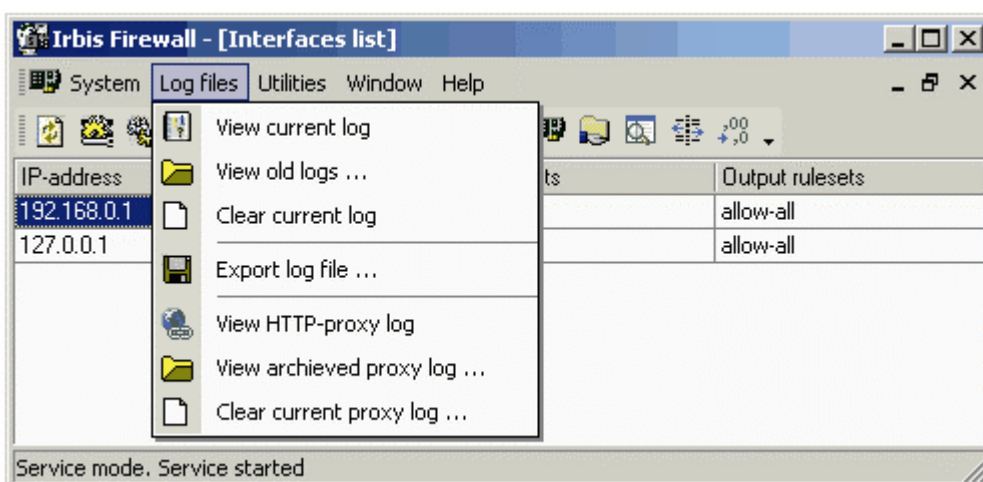 Irbis Firewall - [Interfaces list]
System Log files Utilities Window Help
View current log
View old logs ...
Clear current log
Export log file ...
View HTTP-proxy log
View archieved proxy log ...
Clear current proxy log ...
,00
,0
IP-address ts Output rulesets
192.168.0.1 allow-all
127.0.0.1 allow-all
Service mode. Service started